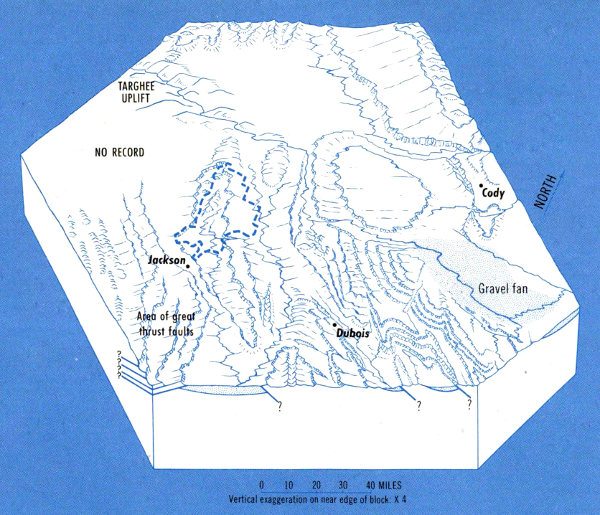 TARGHEE
UPLIFT
NO RECORD
Cody
NORTH
Jackson
Gravel fan
Area of great
thrust faults
Dubois
?
?
?
?
?
?
?
0 10 20 30 40 MILES
Vertical exaggeration on near edge of block X 4